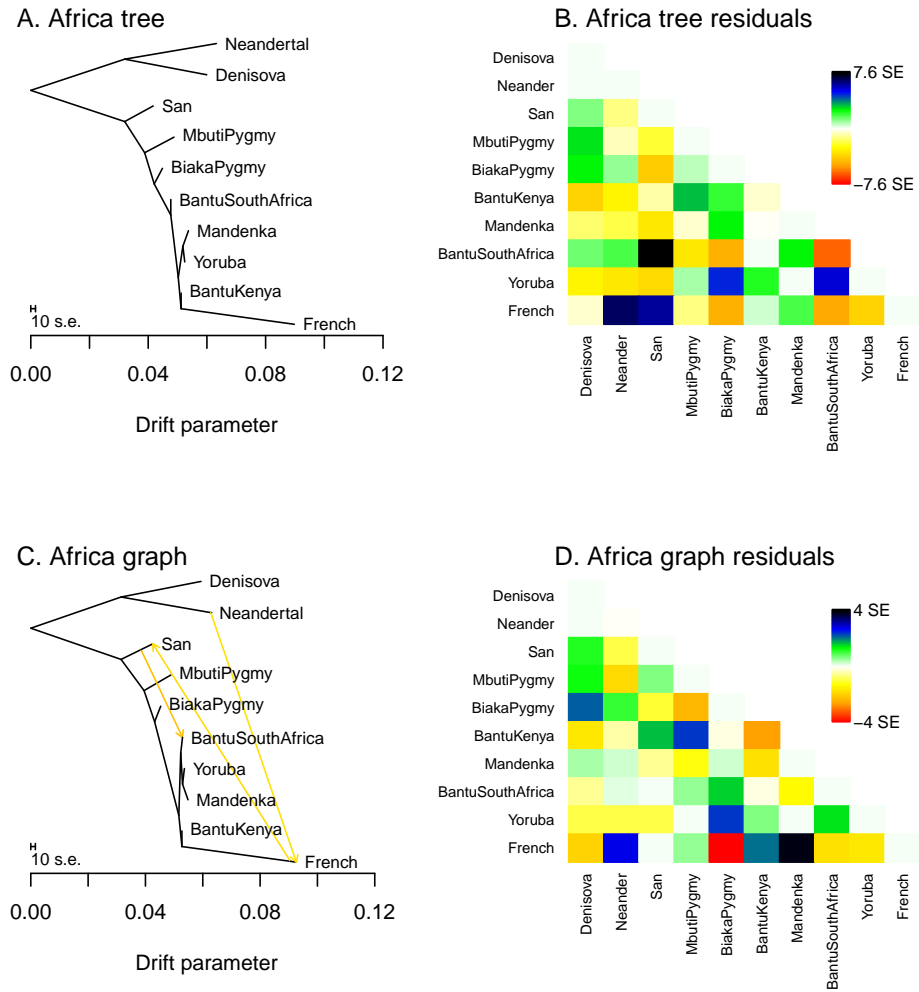 A. Africa tree
Neandertal
Denisova
San
MbutiPygmy
BiakaPygmy
BantuSouthAfrica
Mandenka
Yoruba
BantuKenya
French
10 s.e.
0.00 0.04 0.08 0.12
Drift parameter
B. Africa tree residuals
Denisova
Neander
San
MbutiPygmy
BiakaPygmy
BantuKenya
Mandenka
BantuSouthAfrica
Yoruba
French
7.6 SE
−7.6 SE
Denisova
Neander
San
MbutiPygmy
BiakaPygmy
BantuKenya
Mandenka
BantuSouthAfrica
Yoruba
French
C. Africa graph
Denisova
Neandertal
San
MbutiPygmy
BiakaPygmy
BantuSouthAfrica
Yoruba
Mandenka
BantuKenya
French
10 s.e.
0.00 0.04 0.08 0.12
Drift parameter
D. Africa graph residuals
Denisova
Neander
San
MbutiPygmy
BiakaPygmy
BantuKenya
Mandenka
BantuSouthAfrica
Yoruba
French
4 SE
−4 SE
Denisova
Neander
San
MbutiPygmy
BiakaPygmy
BantuKenya
Mandenka
BantuSouthAfrica
Yoruba
French